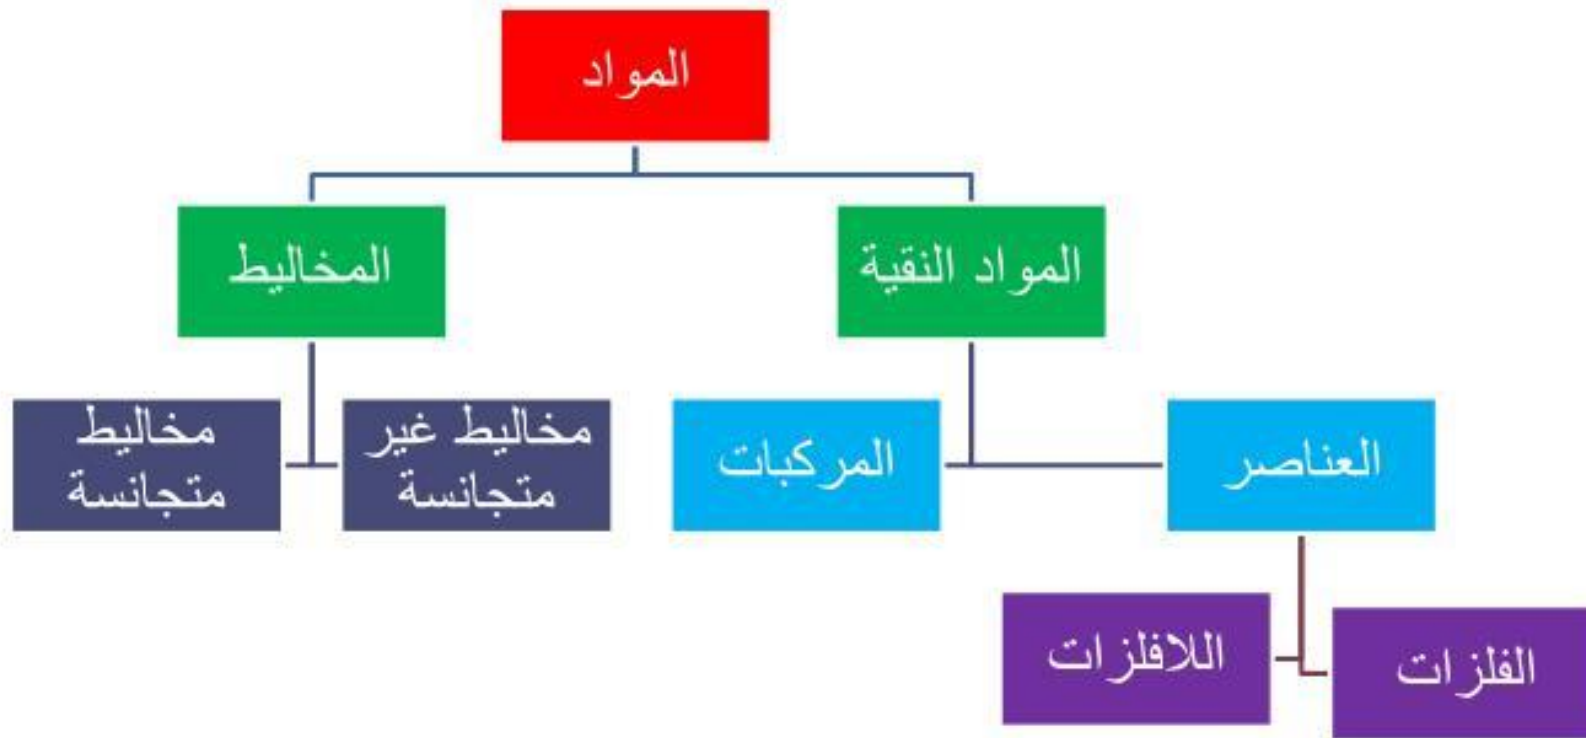 المواد
المواد النقية
المخاليط
العناصر
المركبات
مخاليط غير
متجانسة
مخاليط
متجانسة
الفلزات
اللافلزات